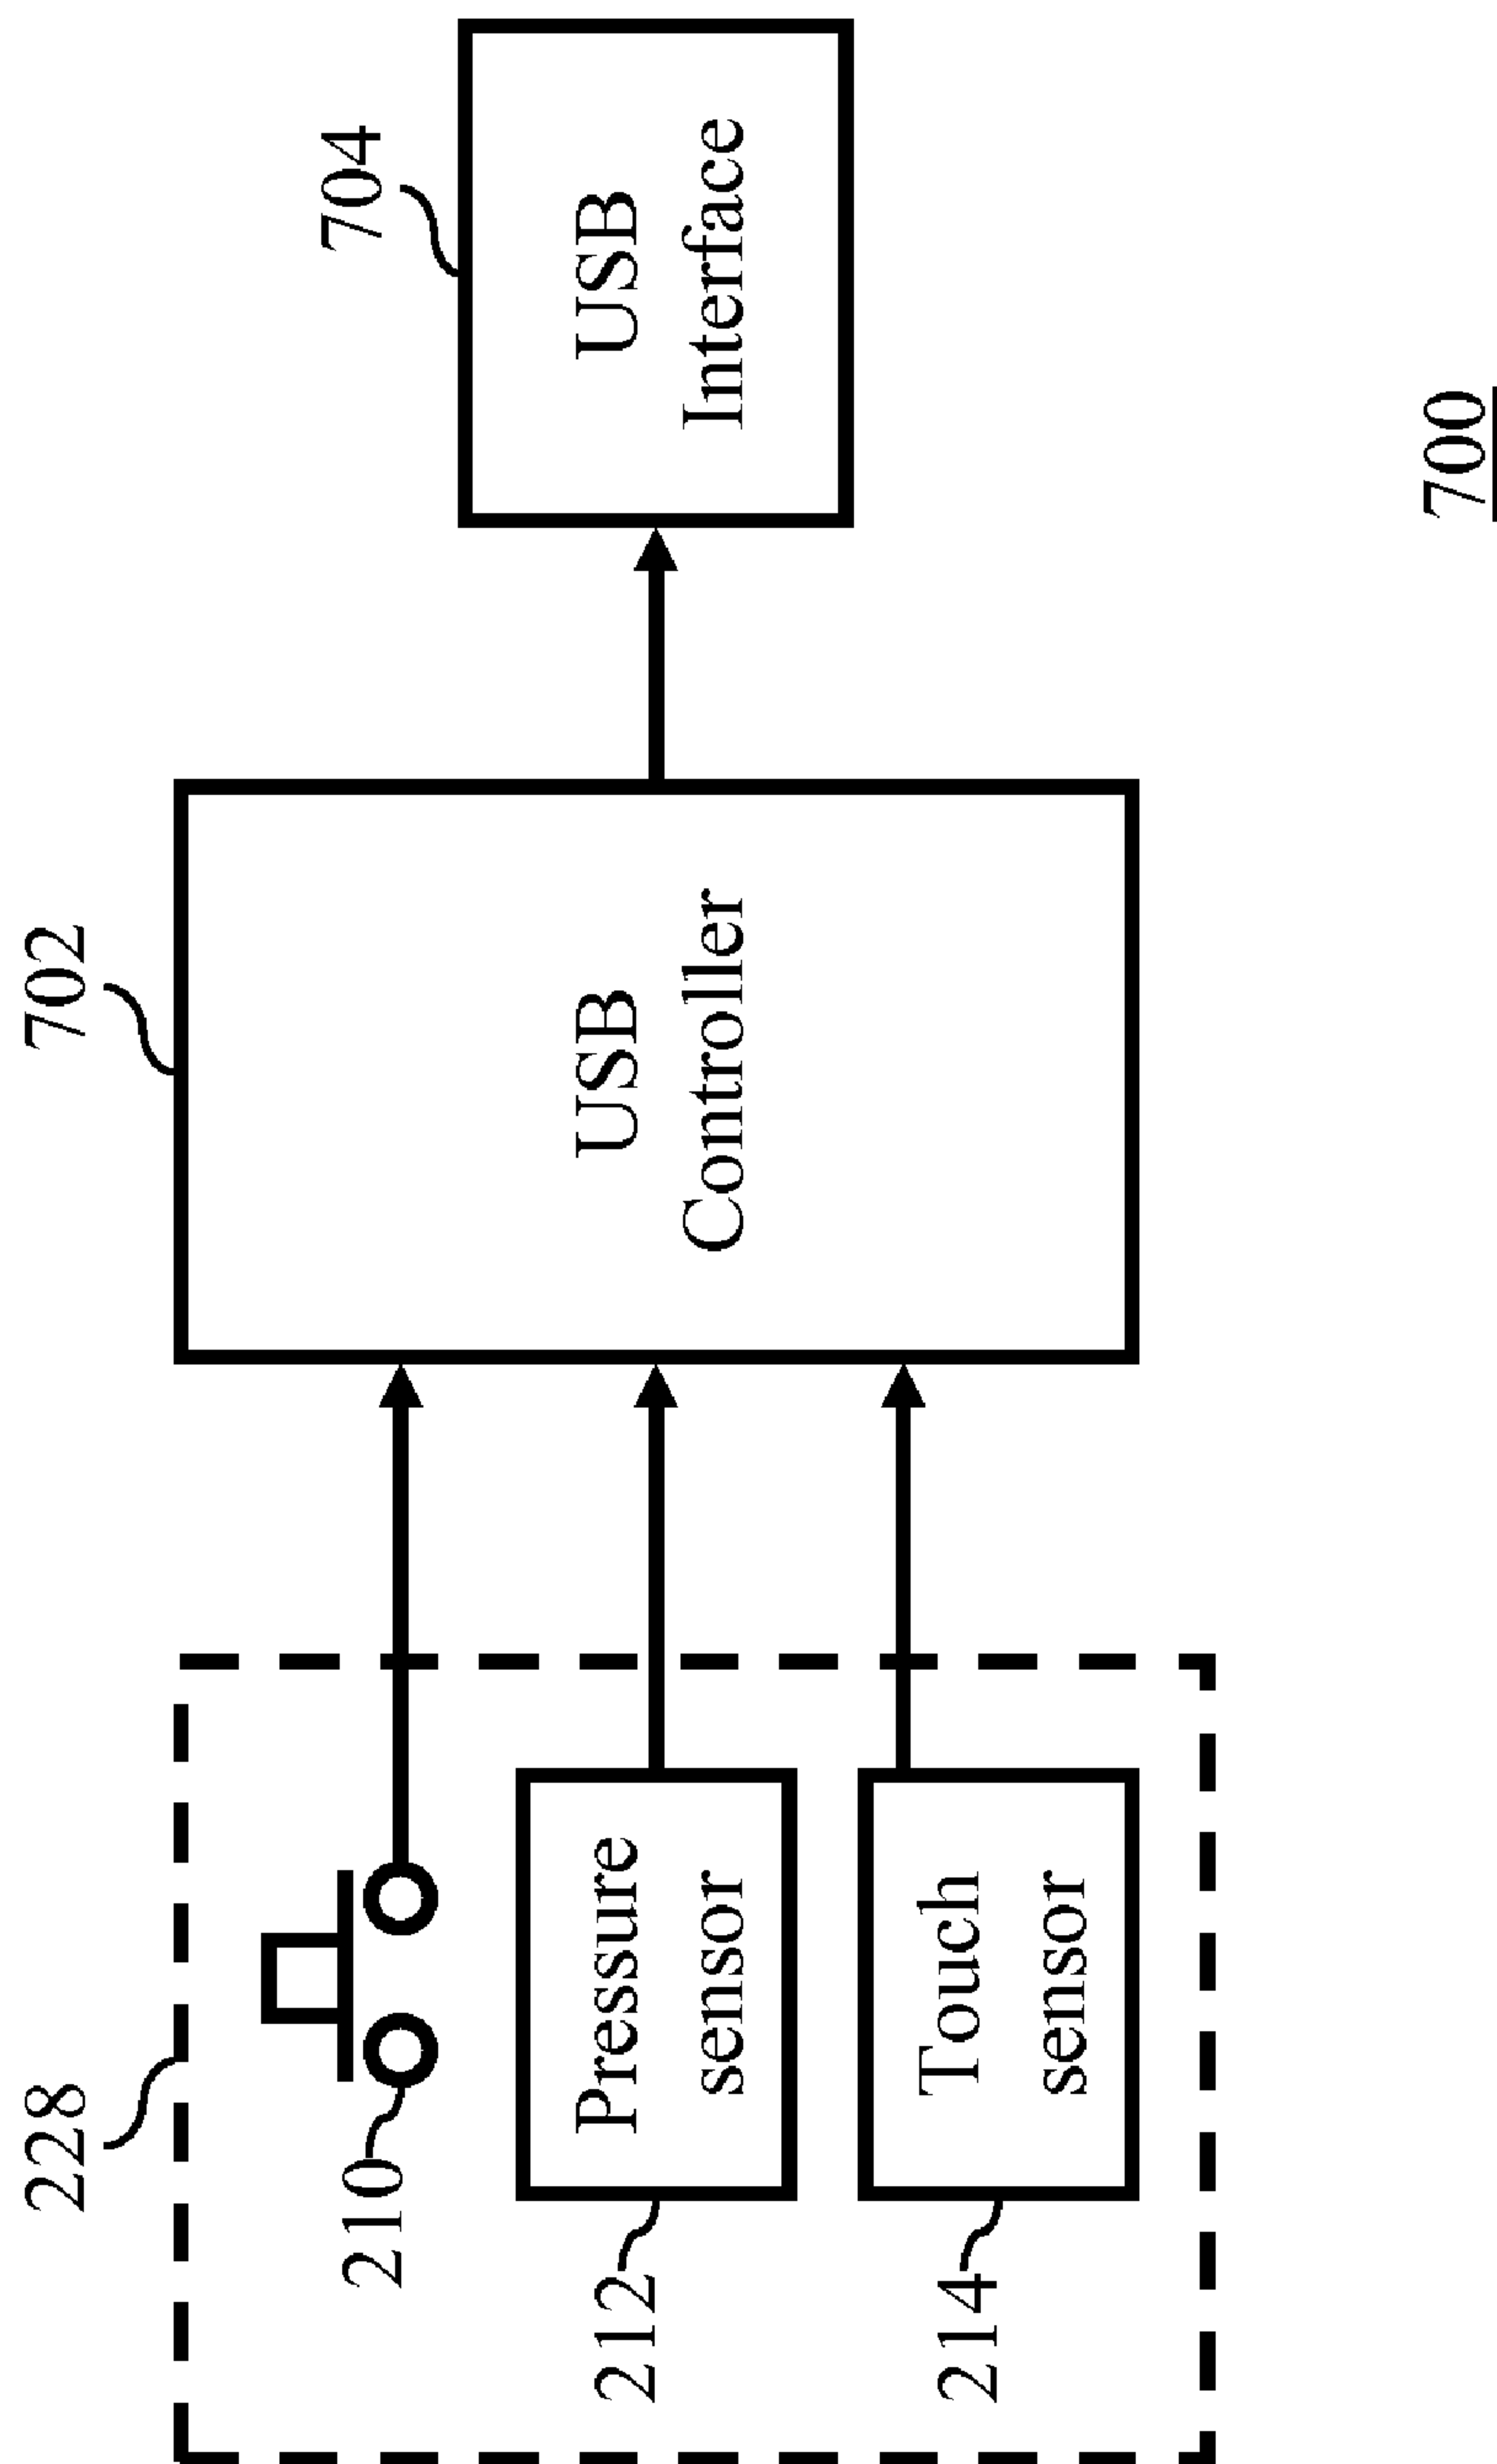 228
702
704
210
212
Pressure
sensor
214
Touch
sensor
USB
Controller
USB
Interface
700